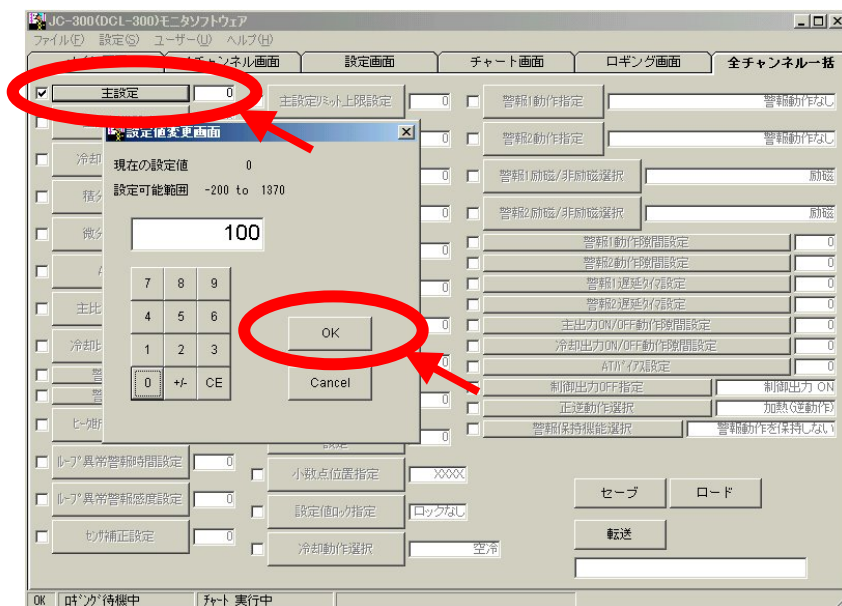 JC-300(DCL-300)モニタソフトウェア
ファイル(F) 設定(S) ユーザー(U) ヘルプ(H)
チャンネル画面 設定画面 チャート画面 ロギング画面 全チャンネル一括
主設定 0 主設定リミット上限設定 0 警報1動作指定 警報動作なし
設定値変更画面 0 警報2動作指定 警報動作なし
冷却 現在の設定値 0 0 警報1励磁/非励磁選択 励磁
積分 設定可能範囲 -200 to 1370 0 警報2励磁/非励磁選択 励磁
微分 100 0 警報1動作隙間設定 0
警報2動作隙間設定 0
A 7 8 9 0 警報1遅延タイマ設定 0
主比 4 5 6 警報2遅延タイマ設定 0
OK 0 主出力ON/OFF動作隙間設定 0
冷却比 1 2 3 冷却出力ON/OFF動作隙間設定 0
警 0 ATバイアス設定 0
警 0 +/- CE Cancel 制御出力OFF指定 制御出力 ON
0 正逆動作選択 加熱(逆動作)
ヒータ断 設定 0 警報保持機能選択 警報動作を保持しない
ループ異常警報時間設定 0 小数点位置指定 XXXX
セーブ ロード
ループ異常警報感度設定 0 設定値ロック指定 ロックなし
センサ補正設定 0 冷却動作選択 空冷 転送
OK ロギング待機中 チャート 実行中